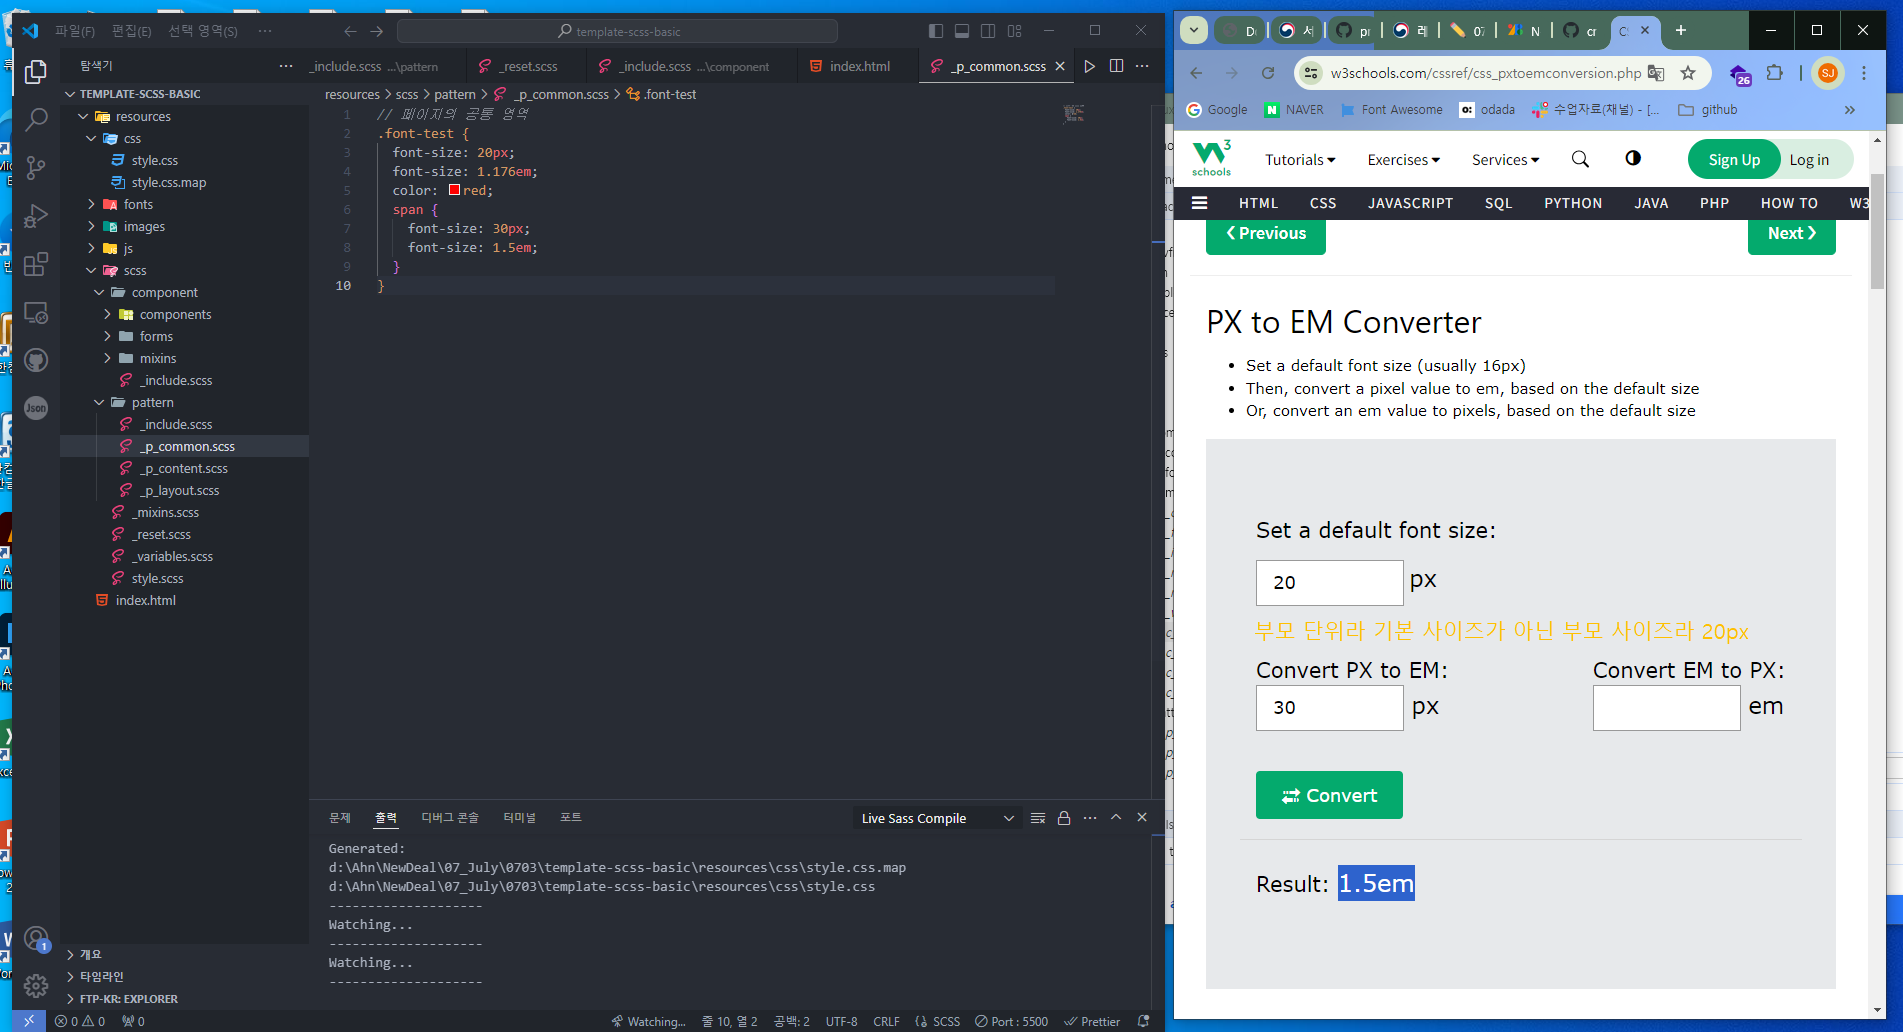 파일(F) 편집(E) 선택 영역(S) ···
template-scss-basic
탐색기
_include.scss ...\pattern
_reset.scss
_include.scss ...\component
index.html
_p_common.scss
TEMPLATE-SCSS-BASIC
resources
css
style.css
style.css.map
fonts
images
js
scss
component
components
forms
mixins
_include.scss
pattern
_include.scss
_p_common.scss
_p_content.scss
_p_layout.scss
_mixins.scss
_reset.scss
_variables.scss
style.scss
index.html
개요
타임라인
FTP-KR: EXPLORER
Json
1
resources > scss > pattern > _p_common.scss > .font-test
1 // 페이지의 공통 영역
2 .font-test {
3 font-size: 20px;
4 font-size: 1.176em;
5 color: red;
6 span {
7 font-size: 30px;
8 font-size: 1.5em;
9 }
10 }
문제 출력 디버그 콘솔 터미널 포트
Live Sass Compile
Generated:
d:\Ahn\NewDeal\07_July\0703\template-scss-basic\resources\css\style.css.map
d:\Ahn\NewDeal\07_July\0703\template-scss-basic\resources\css\style.css
--------------------
Watching...
--------------------
Watching...
--------------------
0 0 0
Watching... 줄 10, 열 2 공백: 2 UTF-8 CRLF SCSS Port : 5500 Prettier
w3schools.com/cssref/css_pxtoemconversion.php
26
SJ
Google NAVER Font Awesome odada 수업자료(채널) - [... github
schools
Tutorials Exercises Services
Sign Up Log in
HTML CSS JAVASCRIPT SQL PYTHON JAVA PHP HOW TO W3
Previous
Next
PX to EM Converter
• Set a default font size (usually 16px)
• Then, convert a pixel value to em, based on the default size
• Or, convert an em value to pixels, based on the default size
Set a default font size:
20 px
부모 단위라 기본 사이즈가 아닌 부모 사이즈라 20px
Convert PX to EM: Convert EM to PX:
30 px em
Convert
Result: 1.5em